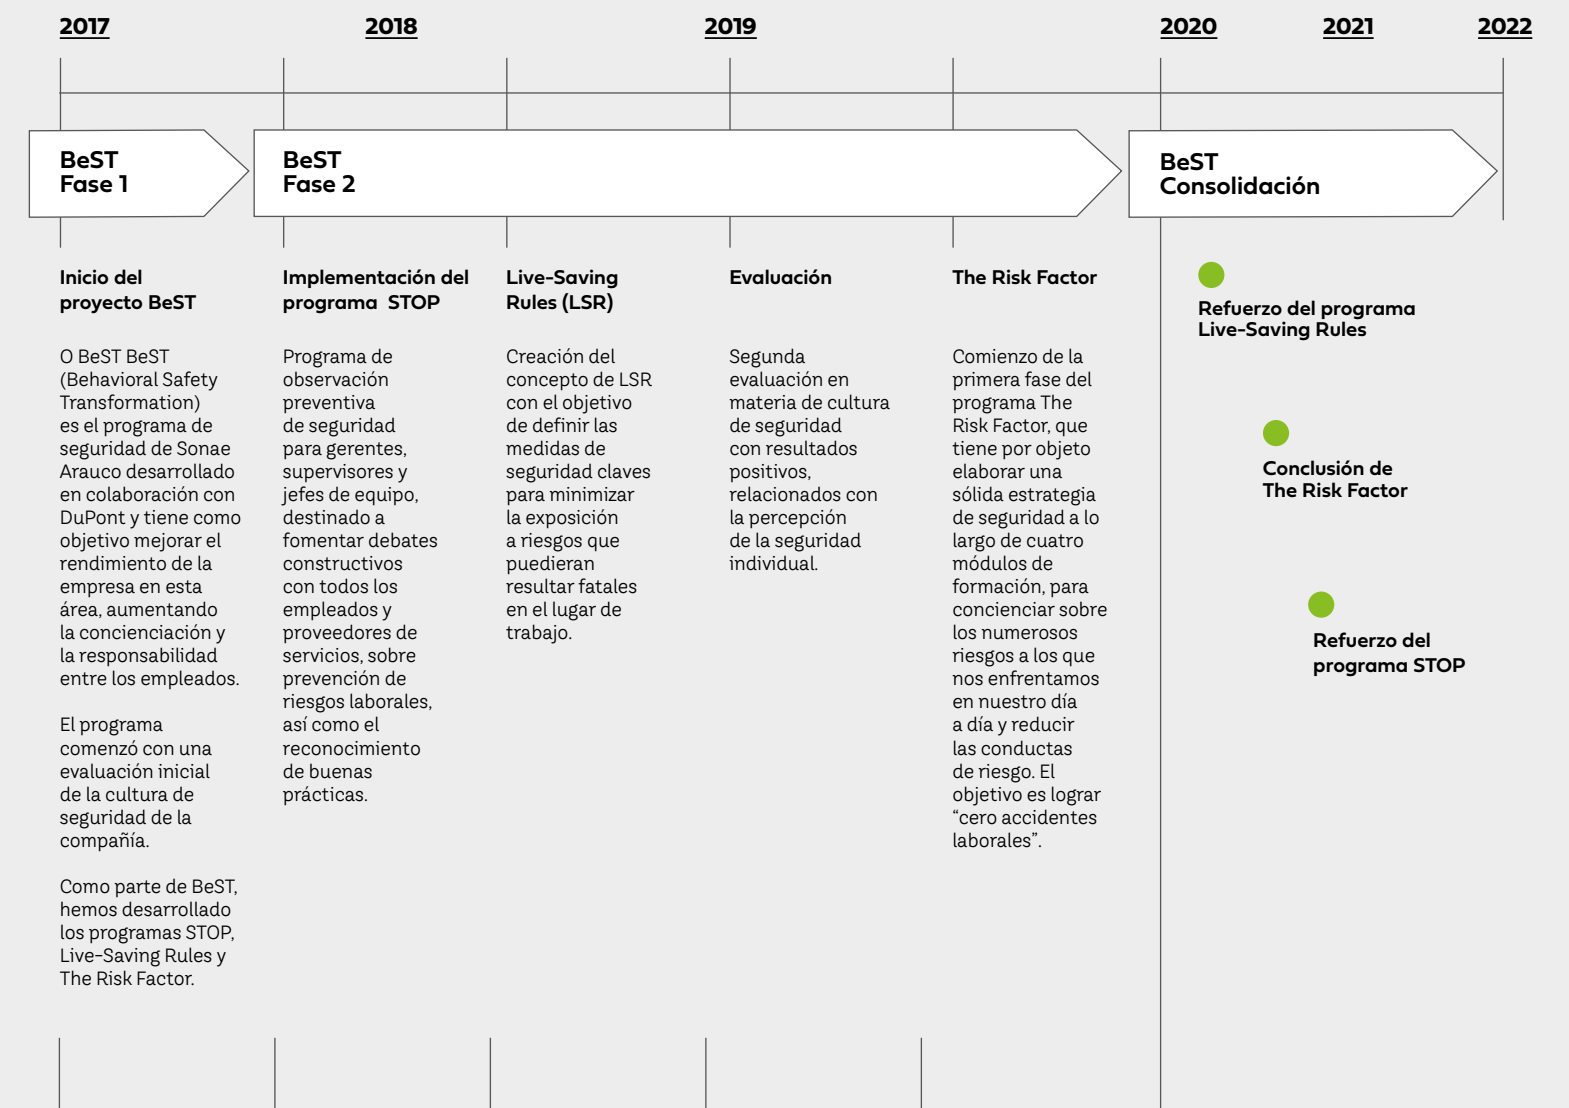 2017
2018
2019
2020
2021
2022
BeST
Fase 1
BeST
Fase 2
BeST
Consolidación
Inicio del
proyecto BeST
O BeST BeST
(Behavioral Safety
Transformation)
es el programa de
seguridad de Sonae
Arauco desarrollado
en colaboración con
DuPont y tiene como
objetivo mejorar el
rendimiento de la
empresa en esta
área, aumentando
la concienciación y
la responsabilidad
entre los empleados.
El programa
comenzó con una
evaluación inicial
de la cultura de
seguridad de la
compañía.
Como parte de BeST,
hemos desarrollado
los programas STOP,
Live-Saving Rules y
The Risk Factor.
Implementación del
programa STOP
Programa de
observación
preventiva
de seguridad
para gerentes,
supervisores y
jefes de equipo,
destinado a
fomentar debates
constructivos
con todos los
empleados y
proveedores de
servicios, sobre
prevención de
riesgos laborales,
así como el
reconocimiento
de buenas
prácticas.
Live-Saving
Rules (LSR)
Creación del
concepto de LSR
con el objetivo
de definir las
medidas de
seguridad claves
para minimizar
la exposición
a riesgos que
puedieran
resultar fatales
en el lugar de
trabajo.
Evaluación
Segunda
evaluación en
materia de cultura
de seguridad
con resultados
positivos,
relacionados con
la percepción
de la seguridad
individual.
The Risk Factor
Comienzo de la
primera fase del
programa The
Risk Factor, que
tiene por objeto
elaborar una
sólida estrategia
de seguridad a lo
largo de cuatro
módulos de
formación, para
concienciar sobre
los numerosos
riesgos a los que
nos enfrentamos
en nuestro día
a día y reducir
las conductas
de riesgo. El
objetivo es lograr
“cero accidentes
laborales”.
Refuerzo del programa
Live-Saving Rules
Conclusión de
The Risk Factor
Refuerzo del
programa STOP